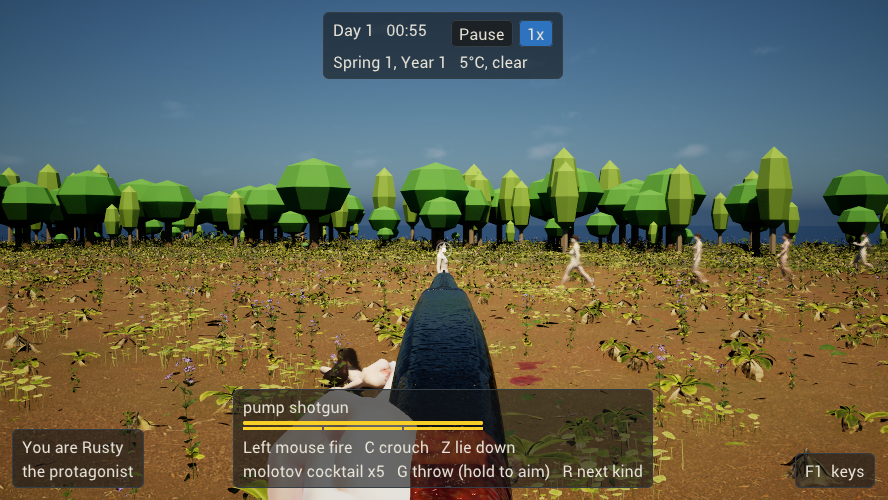 Day 1 00:55 Pause 1x
Spring 1, Year 1 5°C, clear
pump shotgun
Left mouse fire C crouch Z lie down
molotov cocktail x5 G throw (hold to aim) R next kind
You are Rusty
the protagonist
F1 keys